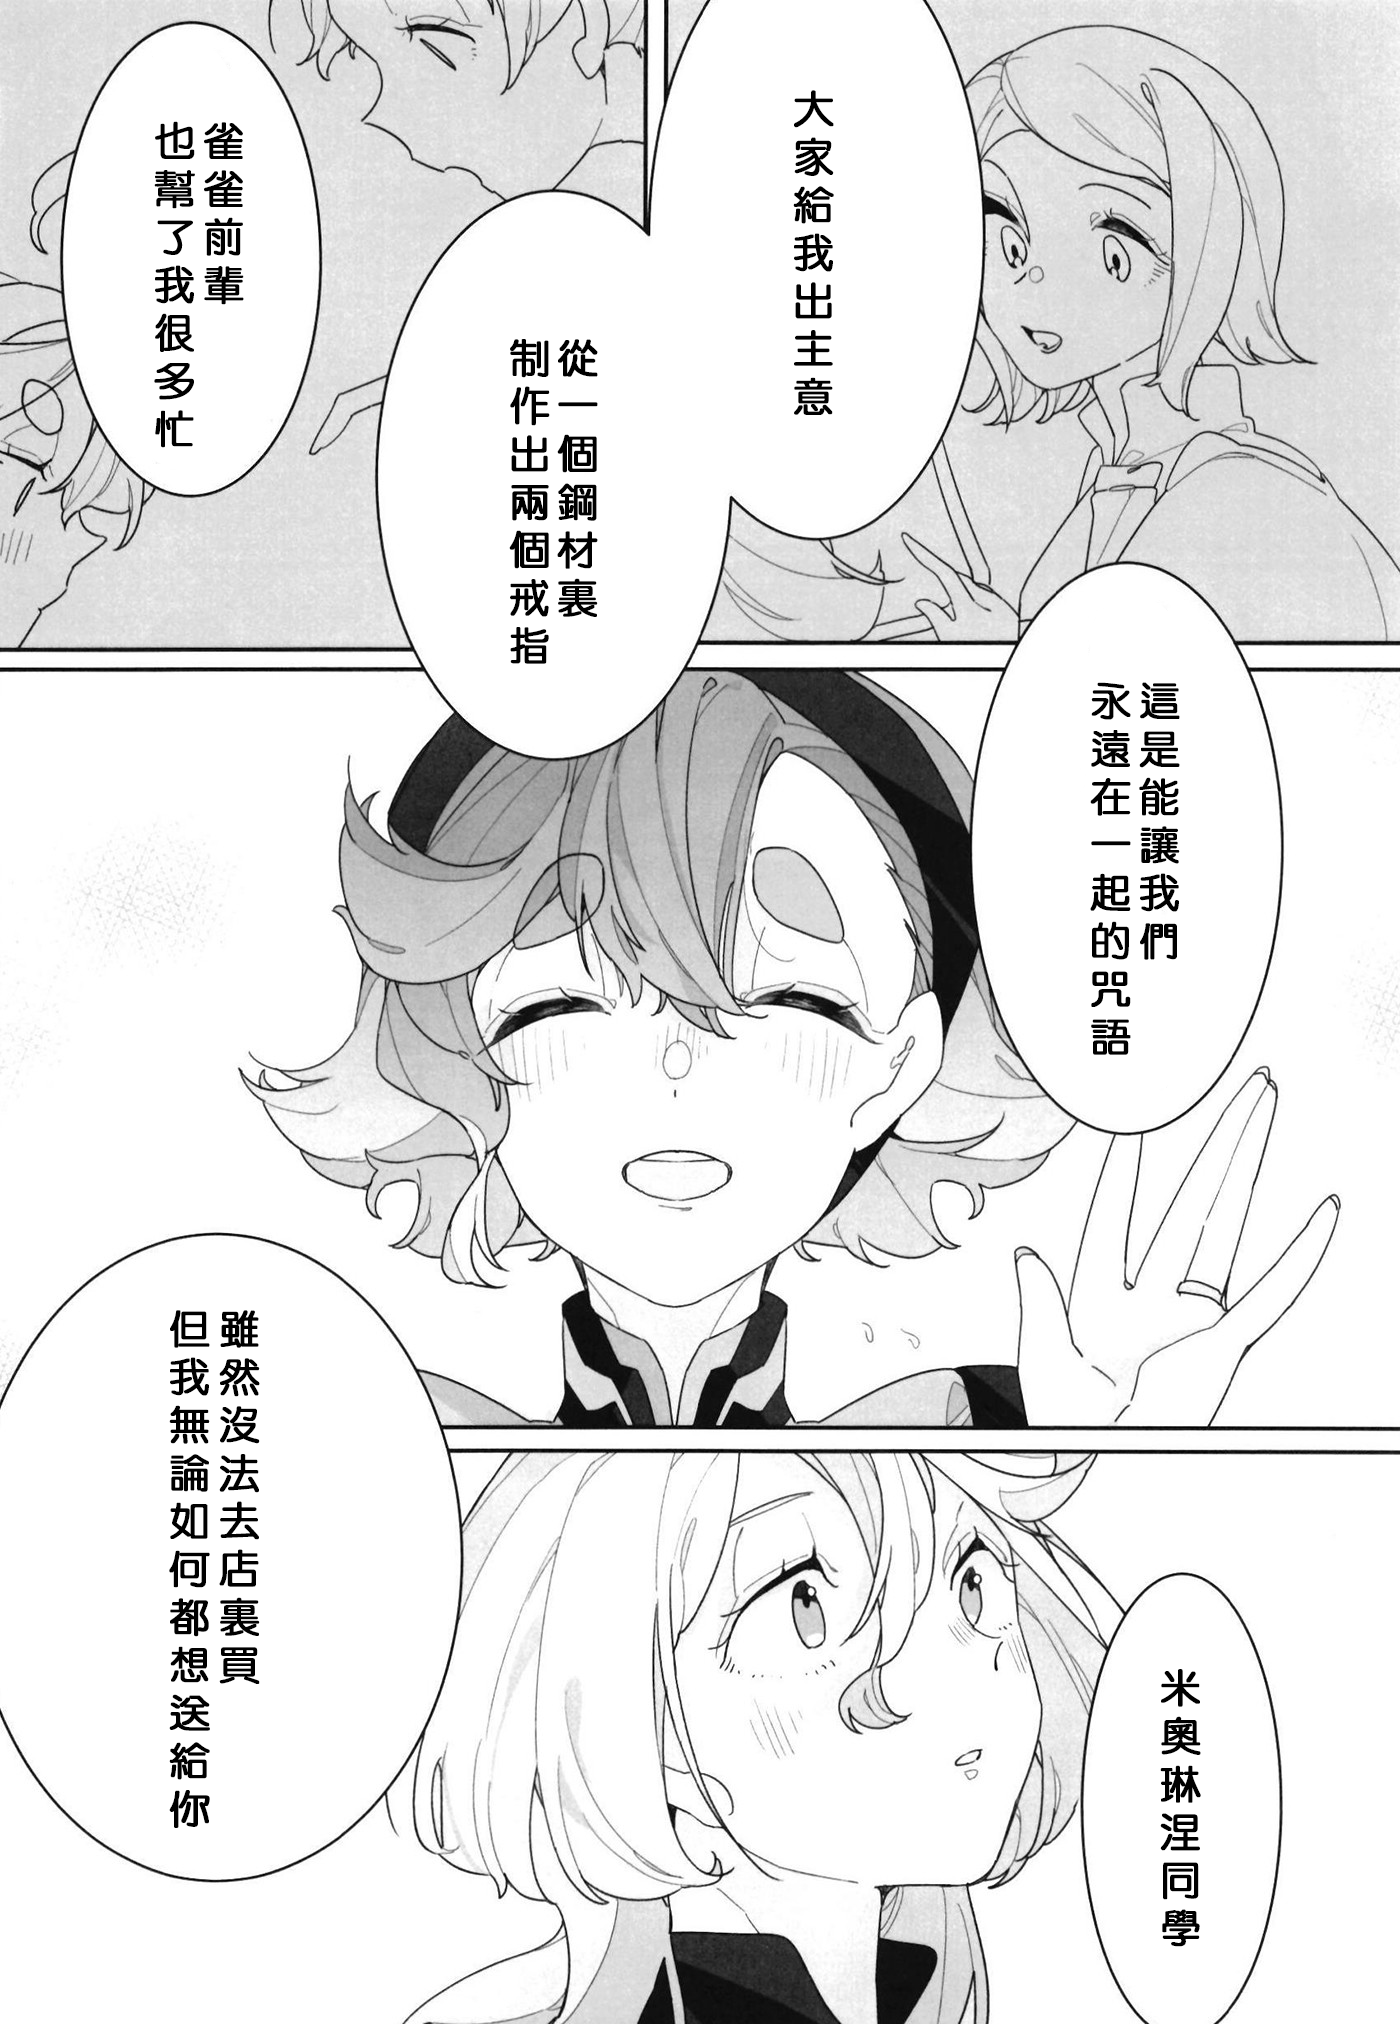 大家給我出主意
從一個鋼材裏
制作出兩個戒指
雀雀前輩
也幫了我很多忙
這是能讓我們
永遠在一起的咒語
雖然沒法去店裏買
但我無論如何都想送給你
米奧琳涅同學